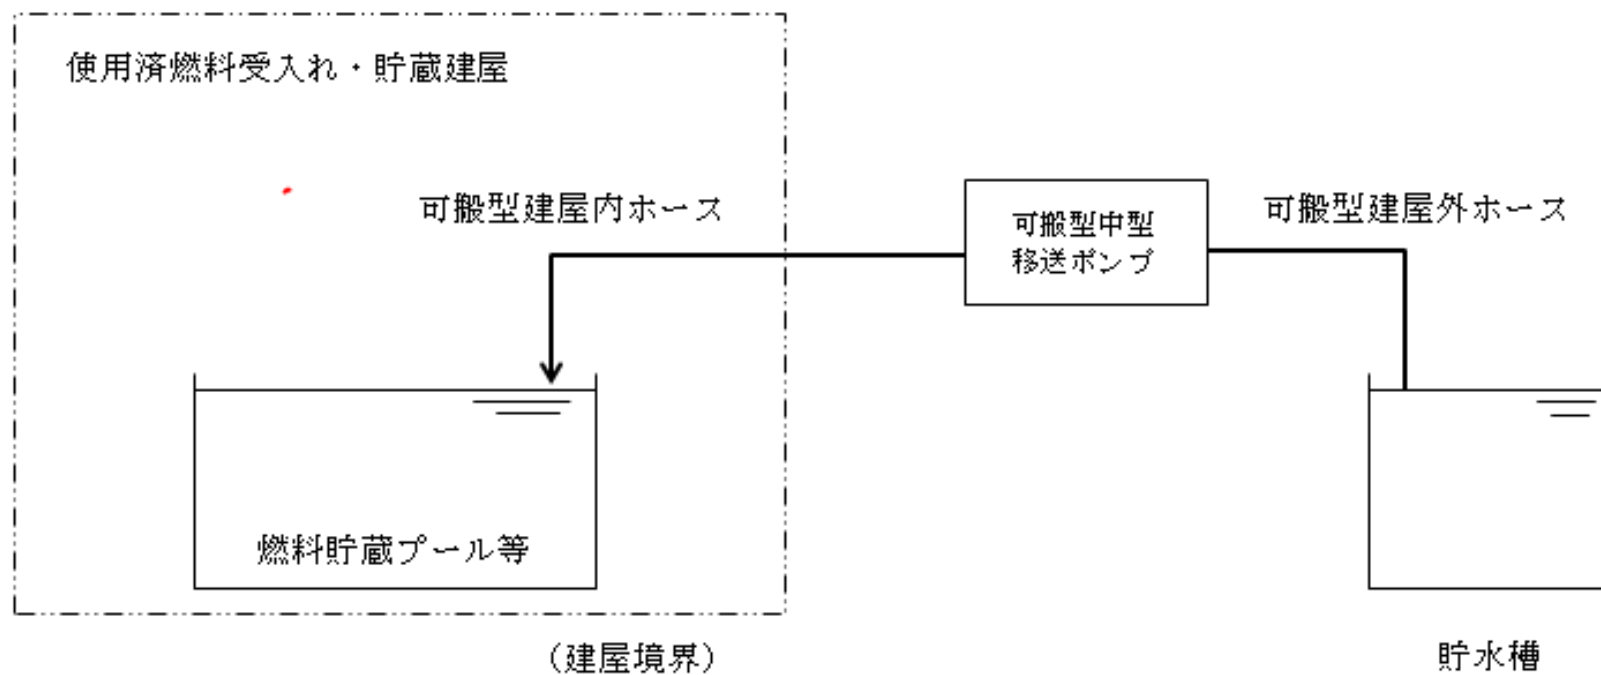 使用済燃料受入れ・貯蔵建屋
可搬型建屋内ホース
可搬型中型
移送ポンプ
可搬型建屋外ホース
燃料貯蔵プール等
（建屋境界）
貯水槽